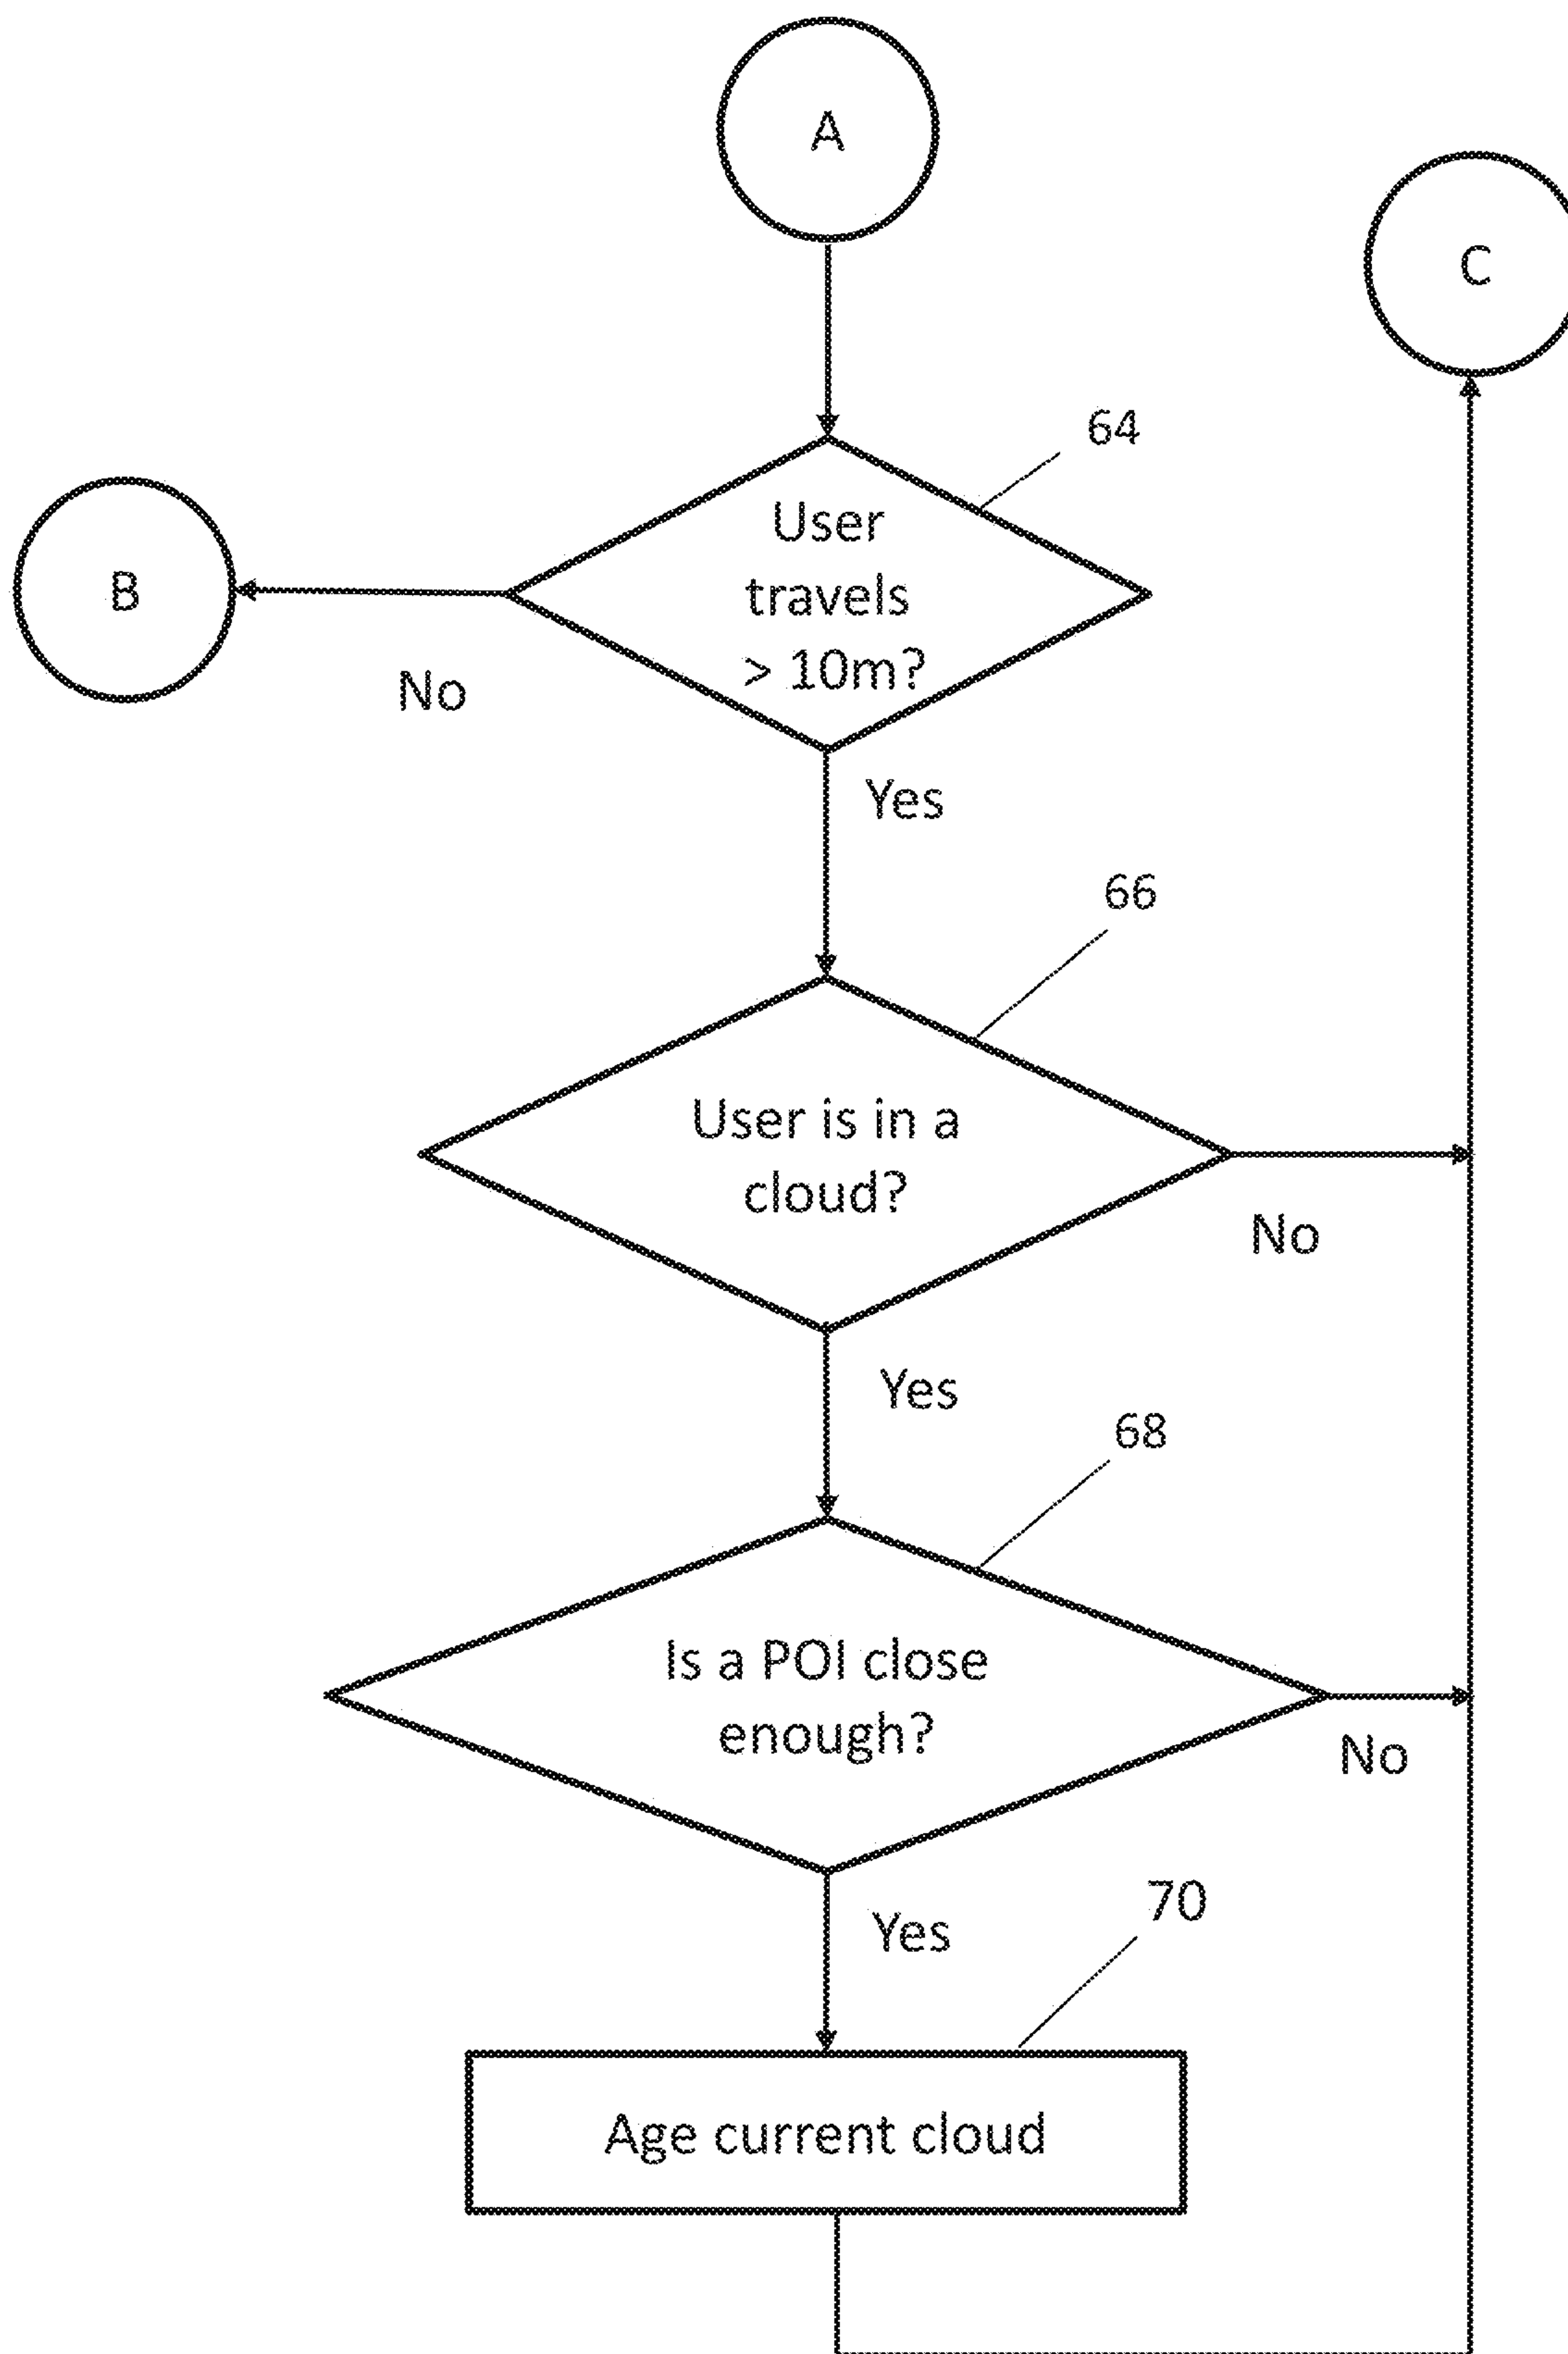 A
C
64
User
travels
> 10m?
B
No
Yes
66
User is in a
cloud?
No
Yes
68
Is a POI close
enough?
No
Yes
70
Age current cloud